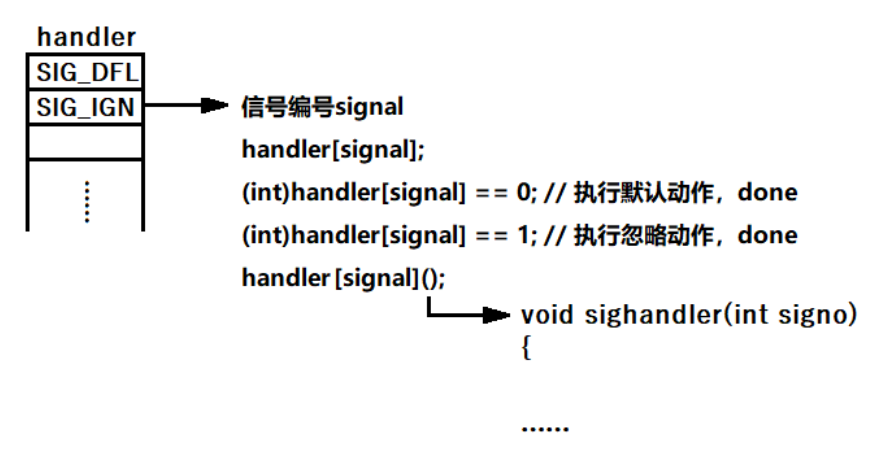 handler
SIG_DFL
SIG_IGN
信号编号signal
handler[signal];
(int)handler[signal] == 0; // 执行默认动作，done
(int)handler[signal] == 1; // 执行忽略动作，done
handler[signal]();
void sighandler(int signo)
{
……